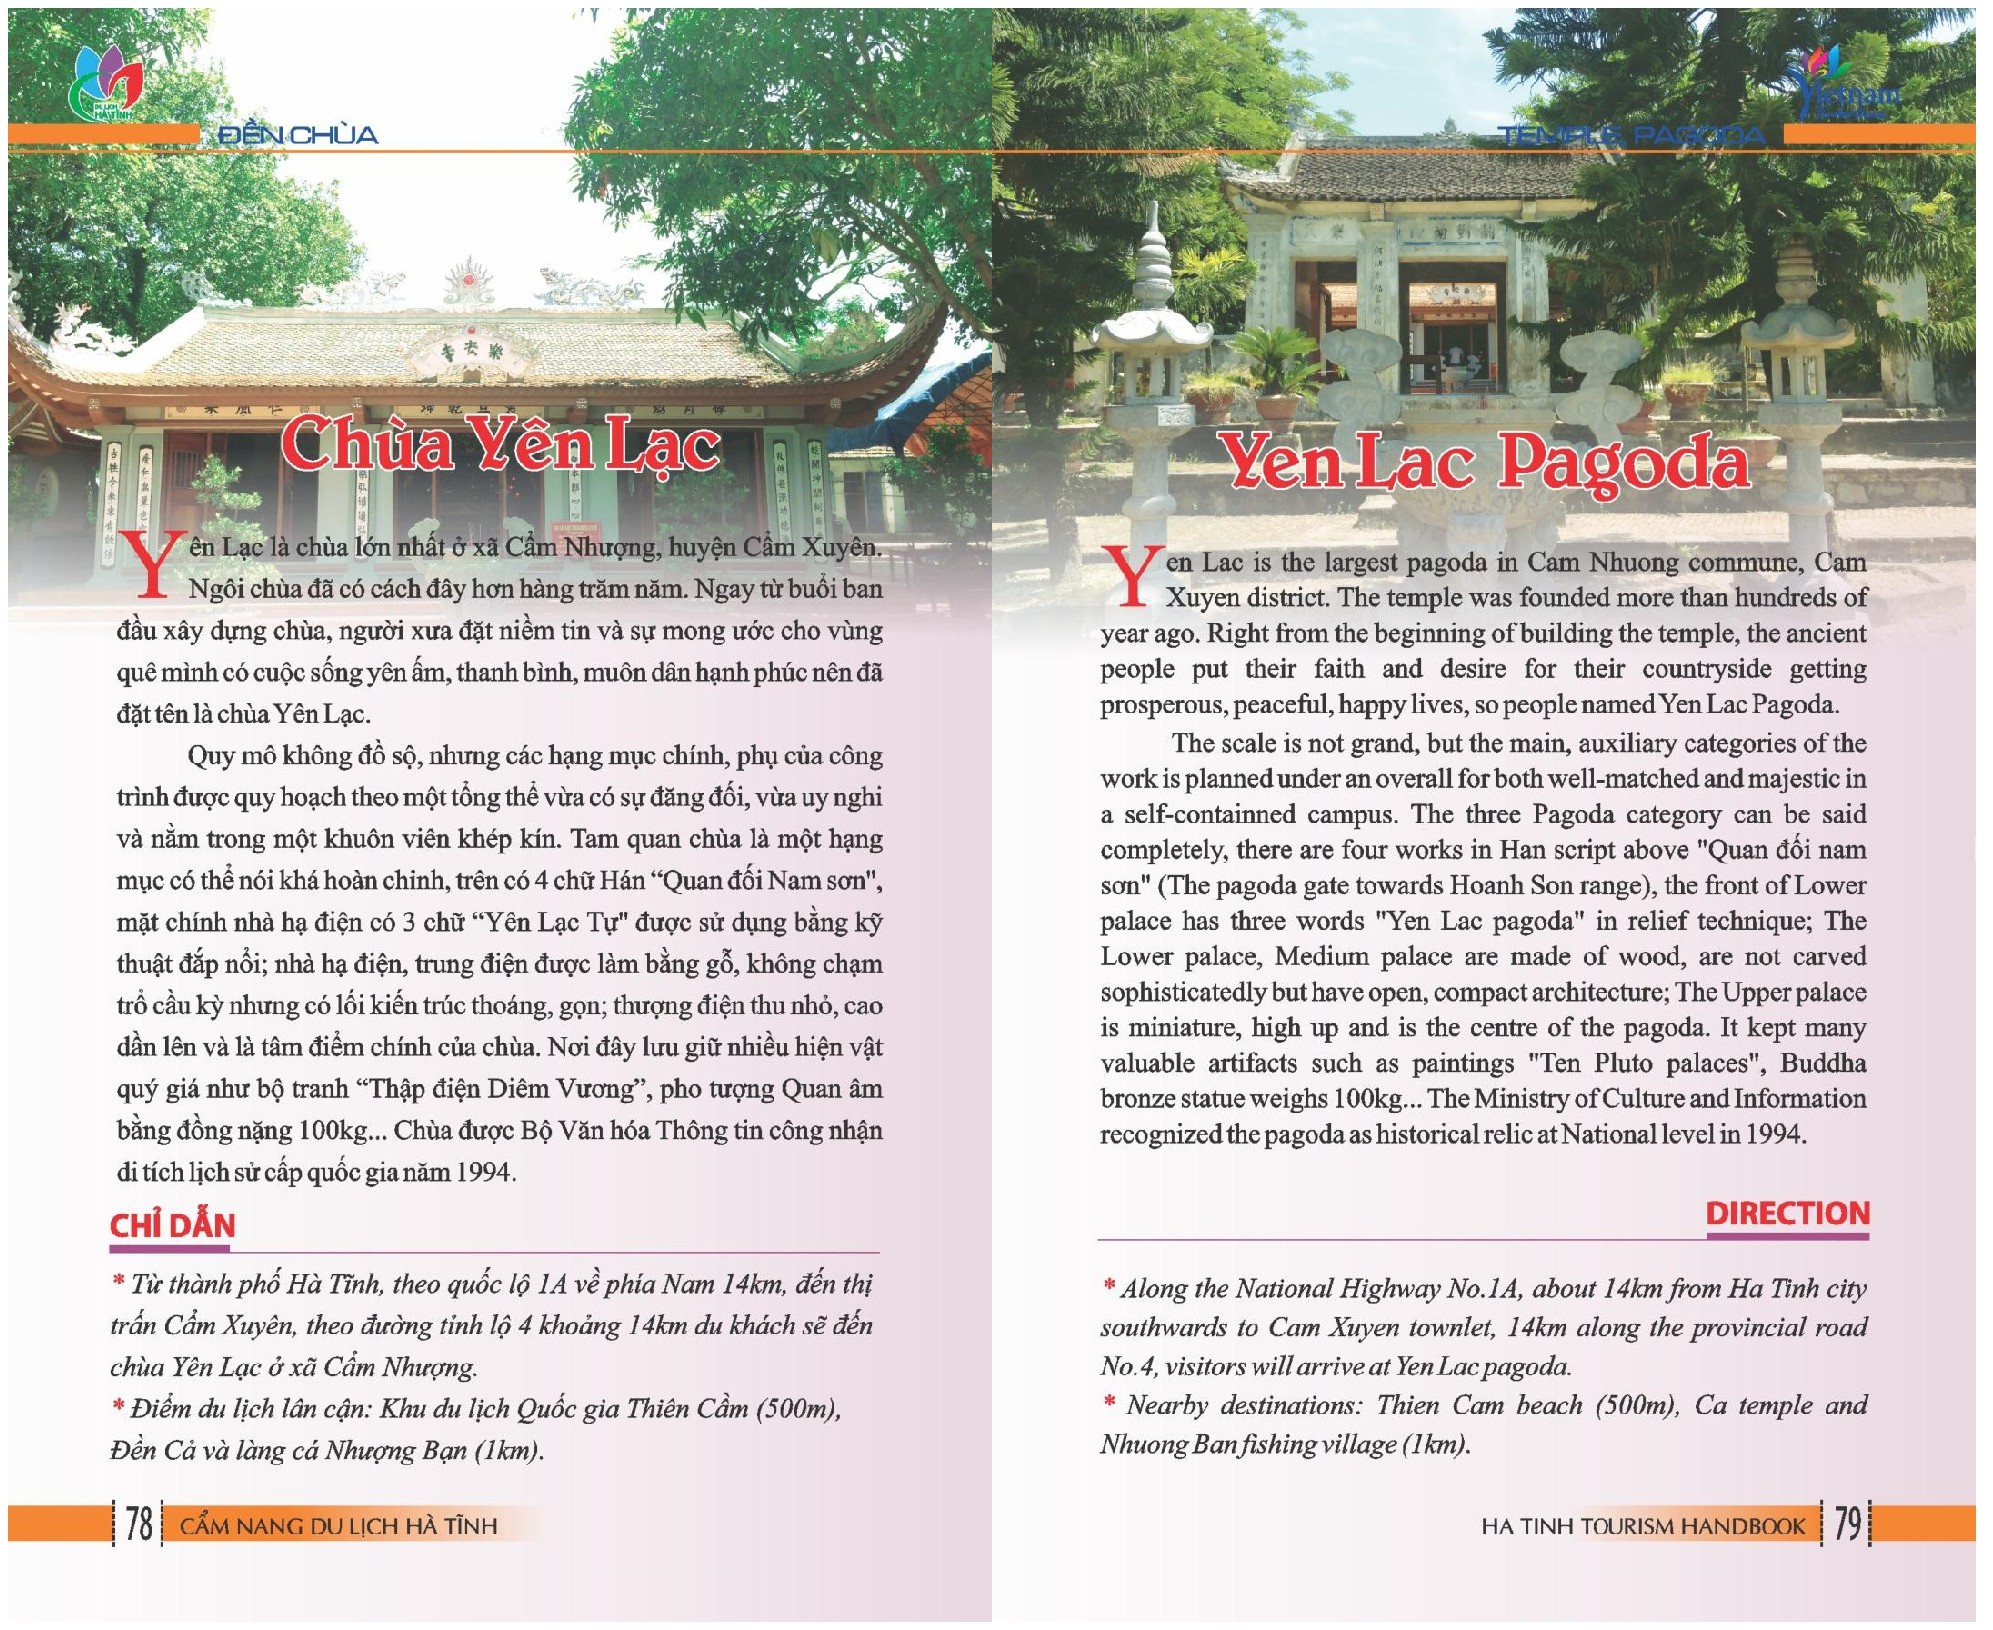 DU LỊCH
HÀ TĨNH
ĐỀN CHÙA
樂安寺
Chùa Yên Lạc
Yên Lạc là chùa lớn nhất ở xã Cẩm Nhượng, huyện Cẩm Xuyên.
Ngôi chùa đã có cách đây hơn hàng trăm năm. Ngay từ buổi ban
đầu xây dựng chùa, người xưa đặt niềm tin và sự mong ước cho vùng
quê mình có cuộc sống yên ấm, thanh bình, muôn dân hạnh phúc nên đã
đặt tên là chùa Yên Lạc.
Quy mô không đồ sộ, nhưng các hạng mục chính, phụ của công
trình được quy hoạch theo một tổng thể vừa có sự đăng đối, vừa uy nghi
và nằm trong một khuôn viên khép kín. Tam quan chùa là một hạng
mục có thể nói khá hoàn chỉnh, trên có 4 chữ Hán “Quan đối Nam sơn",
mặt chính nhà hạ điện có 3 chữ “Yên Lạc Tự" được sử dụng bằng kỹ
thuật đắp nổi; nhà hạ điện, trung điện được làm bằng gỗ, không chạm
trổ cầu kỳ nhưng có lối kiến trúc thoáng, gọn; thượng điện thu nhỏ, cao
dần lên và là tâm điểm chính của chùa. Nơi đây lưu giữ nhiều hiện vật
quý giá như bộ tranh “Thập điện Diêm Vương”, pho tượng Quan âm
bằng đồng nặng 100kg... Chùa được Bộ Văn hóa Thông tin công nhận
di tích lịch sử cấp quốc gia năm 1994.
CHỈ DẪN
* Từ thành phố Hà Tĩnh, theo quốc lộ 1A về phía Nam 14km, đến thị
trấn Cẩm Xuyên, theo đường tỉnh lộ 4 khoảng 14km du khách sẽ đến
chùa Yên Lạc ở xã Cẩm Nhượng.
* Điểm du lịch lân cận: Khu du lịch Quốc gia Thiên Cầm (500m),
Đền Cả và làng cá Nhượng Bạn (1km).
78 CẨM NANG DU LỊCH HÀ TĨNH
Vietnam
TEMPLE PAGODA
Yen Lac Pagoda
Yen Lac is the largest pagoda in Cam Nhuong commune, Cam
Xuyen district. The temple was founded more than hundreds of
year ago. Right from the beginning of building the temple, the ancient
people put their faith and desire for their countryside getting
prosperous, peaceful, happy lives, so people named Yen Lac Pagoda.
The scale is not grand, but the main, auxiliary categories of the
work is planned under an overall for both well-matched and majestic in
a self-containned campus. The three Pagoda category can be said
completely, there are four works in Han script above "Quan đối nam
sơn" (The pagoda gate towards Hoanh Son range), the front of Lower
palace has three words "Yen Lac pagoda" in relief technique; The
Lower palace, Medium palace are made of wood, are not carved
sophisticatedly but have open, compact architecture; The Upper palace
is miniature, high up and is the centre of the pagoda. It kept many
valuable artifacts such as paintings "Ten Pluto palaces", Buddha
bronze statue weighs 100kg... The Ministry of Culture and Information
recognized the pagoda as historical relic at National level in 1994.
DIRECTION
* Along the National Highway No.1A, about 14km from Ha Tinh city
southwards to Cam Xuyen townlet, 14km along the provincial road
No.4, visitors will arrive at Yen Lac pagoda.
* Nearby destinations: Thien Cam beach (500m), Ca temple and
Nhuong Ban fishing village (1km).
HA TINH TOURISM HANDBOOK 79